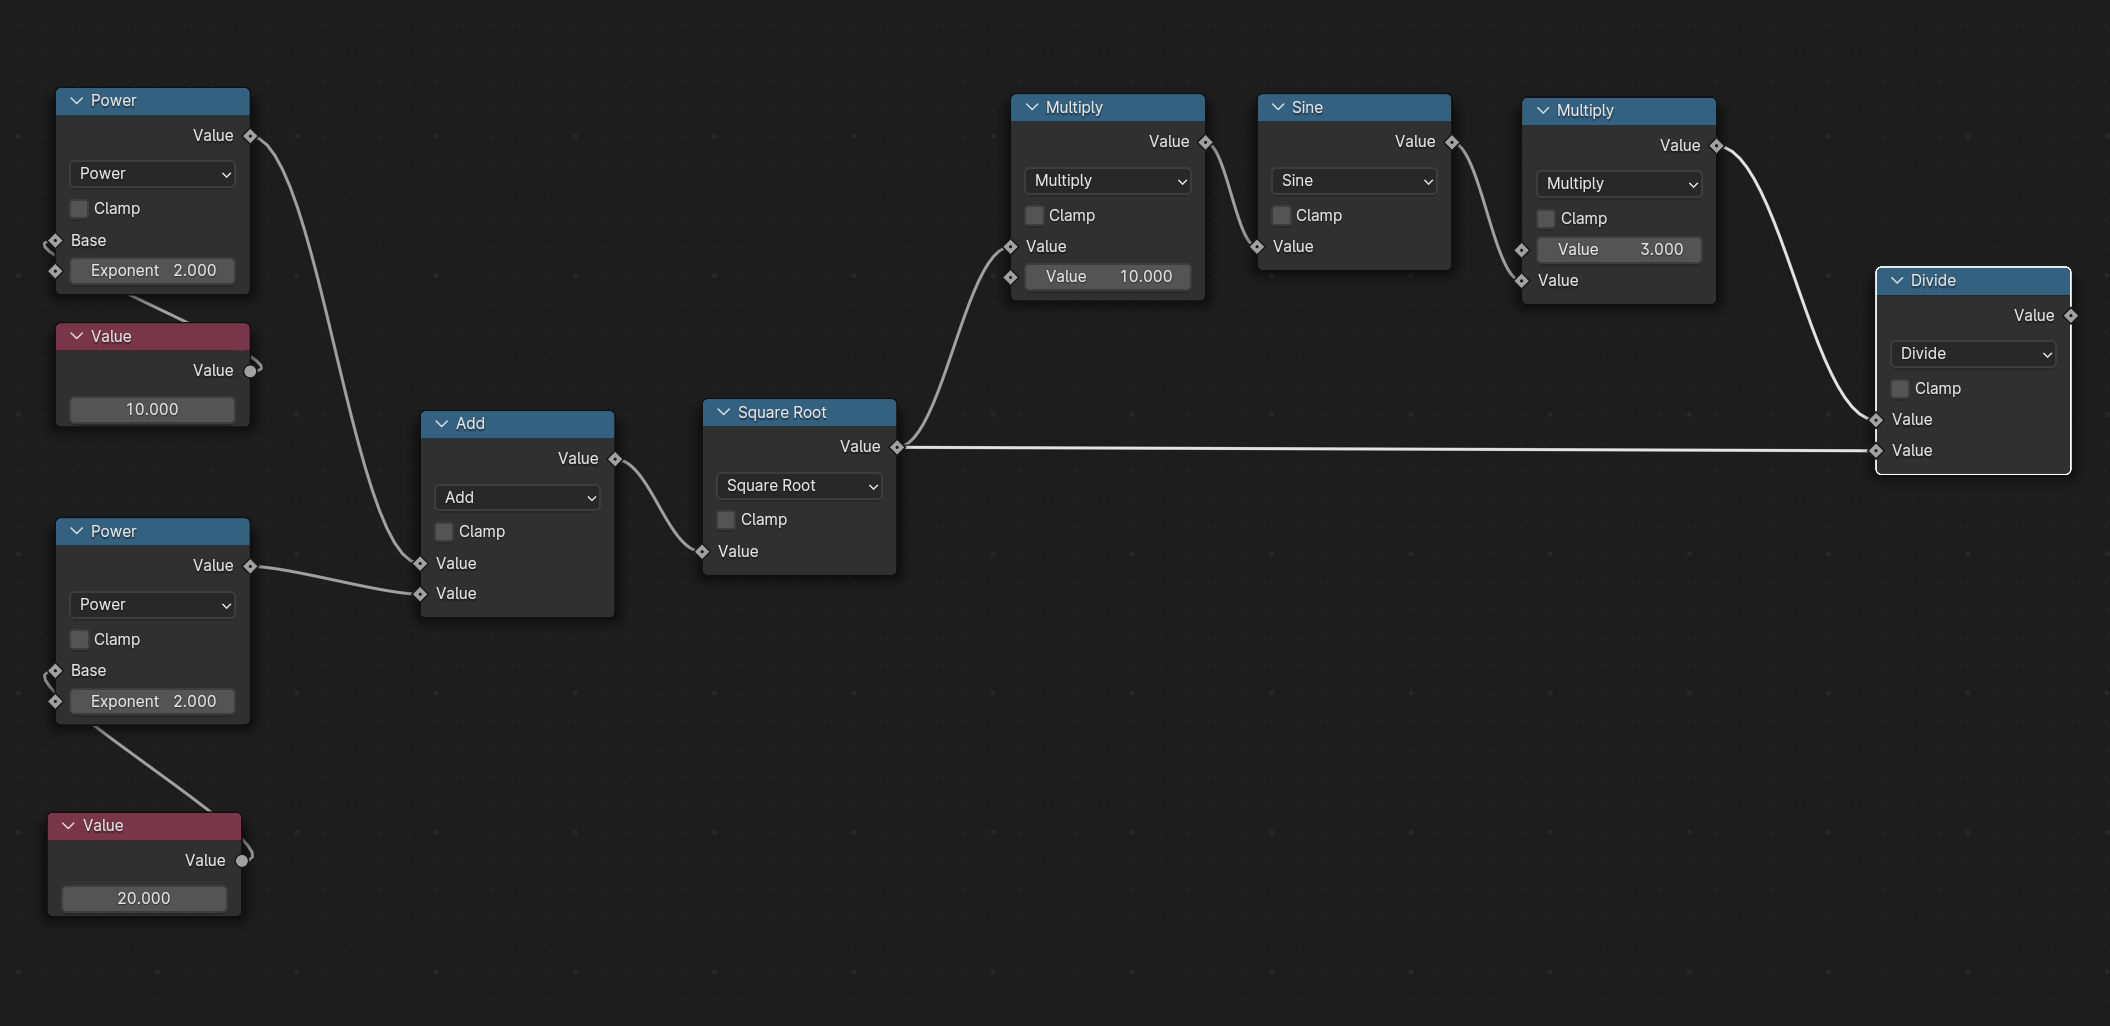 Power
Value
Power
Clamp
Base
Exponent 2.000
Value
Value
10.000
Power
Value
Power
Clamp
Base
Exponent 2.000
Value
Value
20.000
Add
Value
Add
Clamp
Value
Value
Square Root
Value
Square Root
Clamp
Value
Multiply
Value
Multiply
Clamp
Value
Value 10.000
Sine
Value
Sine
Clamp
Value
Multiply
Value
Multiply
Clamp
Value 3.000
Value
Divide
Value
Divide
Clamp
Value
Value